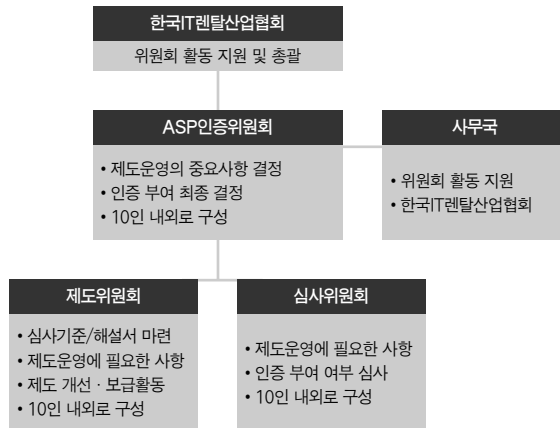 한국IT렌탈산업협회
위원회 활동 지원 및 총괄
ASP인증위원회
• 제도운영의 중요사항 결정
• 인증 부여 최종 결정
• 10인 내외로 구성
사무국
• 위원회 활동 지원
• 한국IT렌탈산업협회
제도위원회
• 심사기준/해설서 마련
• 제도운영에 필요한 사항
• 제도 개선 · 보급활동
• 10인 내외로 구성
심사위원회
• 제도운영에 필요한 사항
• 인증 부여 여부 심사
• 10인 내외로 구성